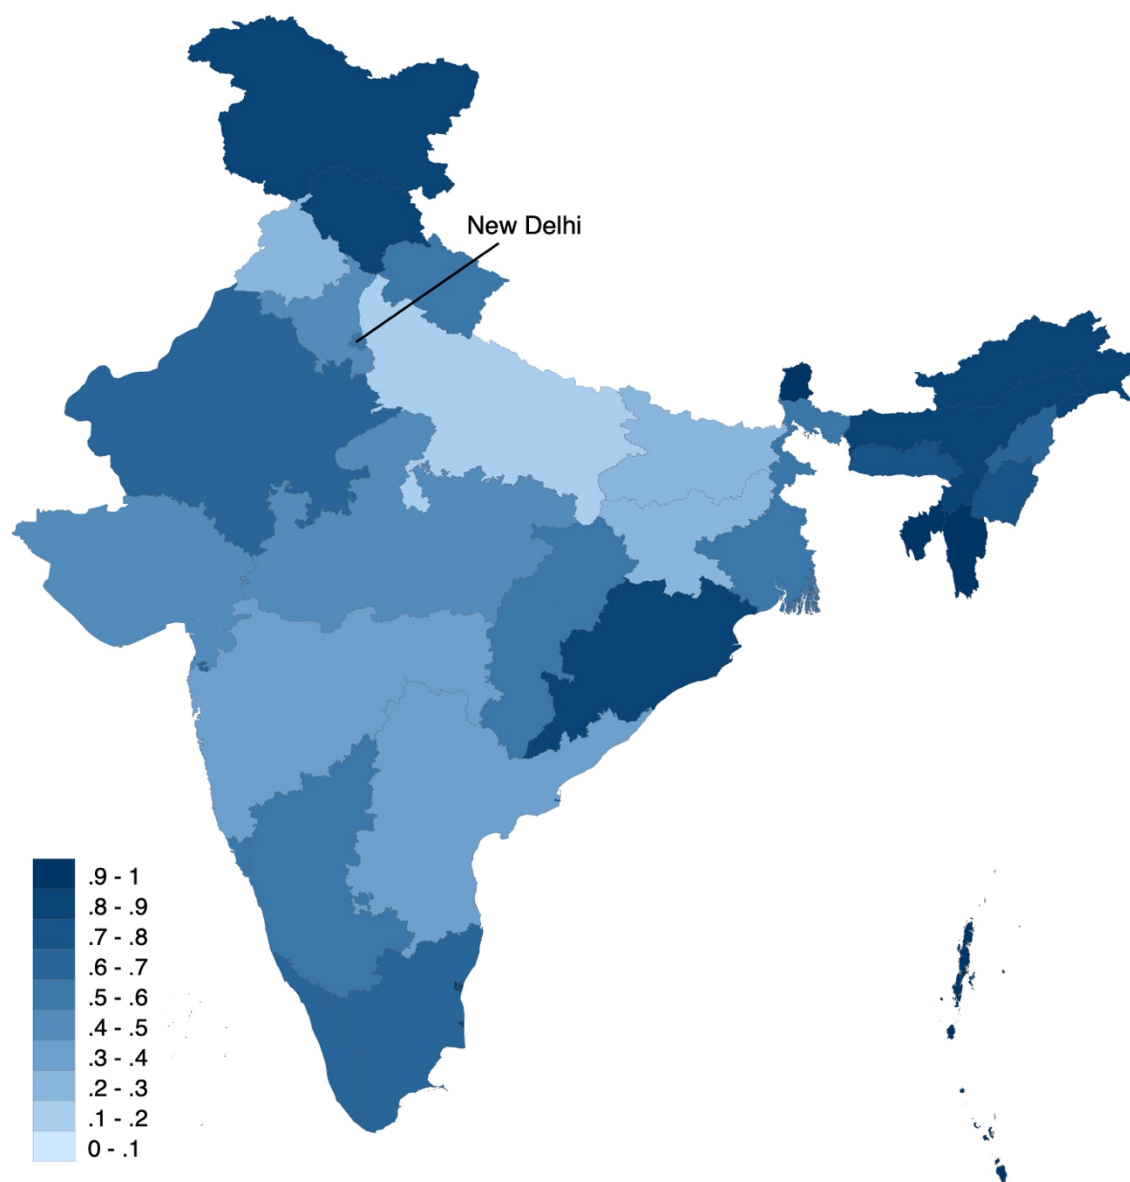 New Delhi
.9 - 1
.8 - .9
.7 - .8
.6 - .7
.5 - .6
.4 - .5
.3 - .4
.2 - .3
.1 - .2
0 - .1